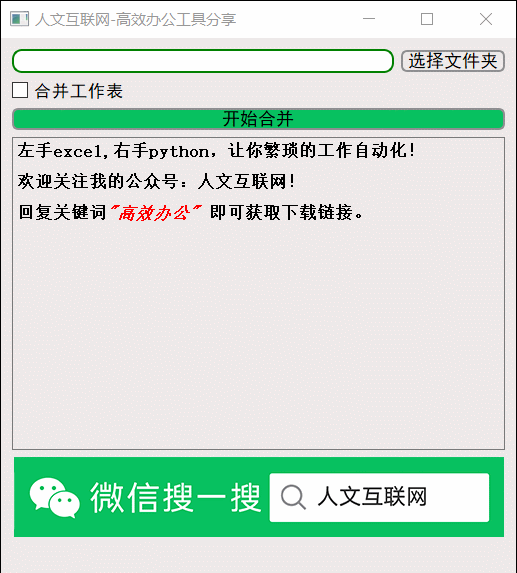 人文互联网-高效办公工具分享
选择文件夹
合并工作表
开始合并
左手excel,右手python，让你繁琐的工作自动化!
欢迎关注我的公众号：人文互联网!
回复关键词"高效办公" 即可获取下载链接。
微信搜一搜 人文互联网